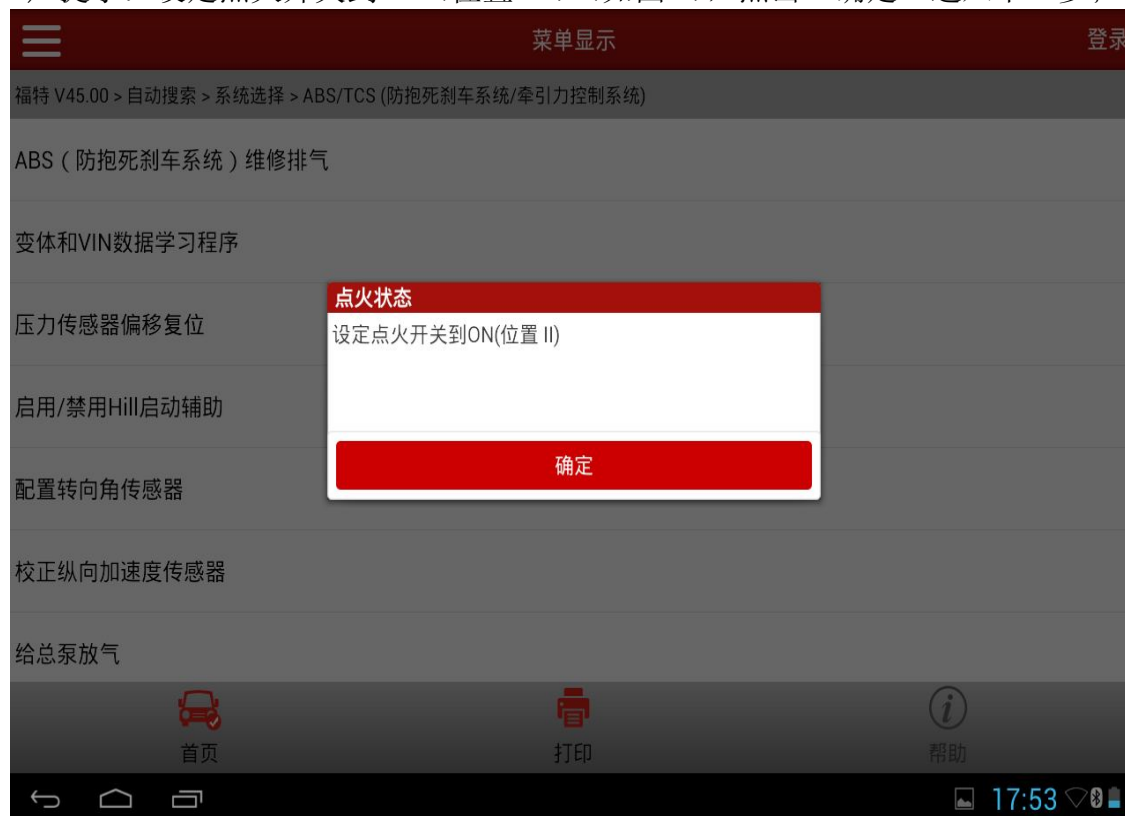 菜单显示
登录
福特 V45.00 > 自动搜索 > 系统选择 > ABS/TCS (防抱死刹车系统/牵引力控制系统)
ABS（防抱死刹车系统）维修排气
变体和VIN数据学习程序
点火状态
压力传感器偏移复位
设定点火开关到ON(位置 II)
启用/禁用Hill启动辅助
确定
配置转向角传感器
校正纵向加速度传感器
给总泵放气
首页
打印
帮助
17:53